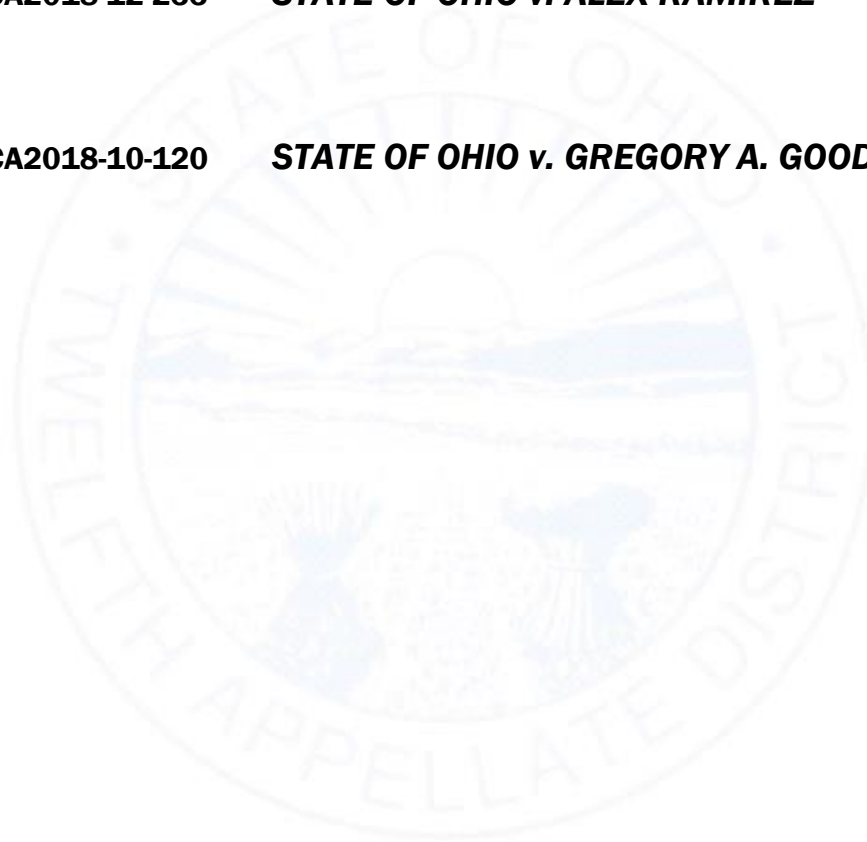 STATE OF OHIO v. ALEX RAMIREZ
CA2018-10-120 STATE OF OHIO v. GREGORY A. GOOD
STATE OF OHIO
TWELFTH APPELLATE DISTRICT